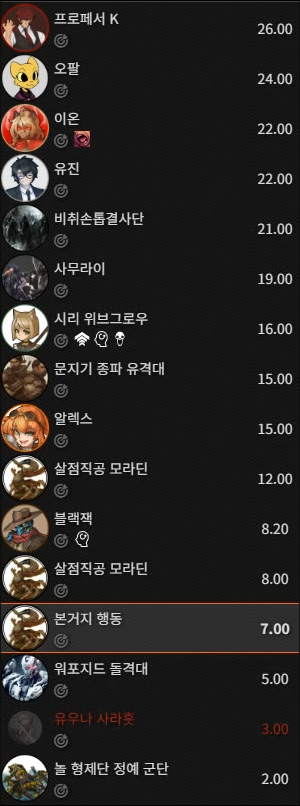 프로페서 K
26.00
오팔
24.00
이온
22.00
유진
22.00
비취손톱결사단
21.00
사무라이
19.00
시리 위브그로우
16.00
문지기 종파 유격대
15.00
알렉스
15.00
살점직공 모라딘
12.00
블랙잭
8.20
살점직공 모라딘
8.00
본거지 행동
7.00
워포지드 돌격대
5.00
유우나 사라홋
3.00
놀 형제단 정예 군단
2.00